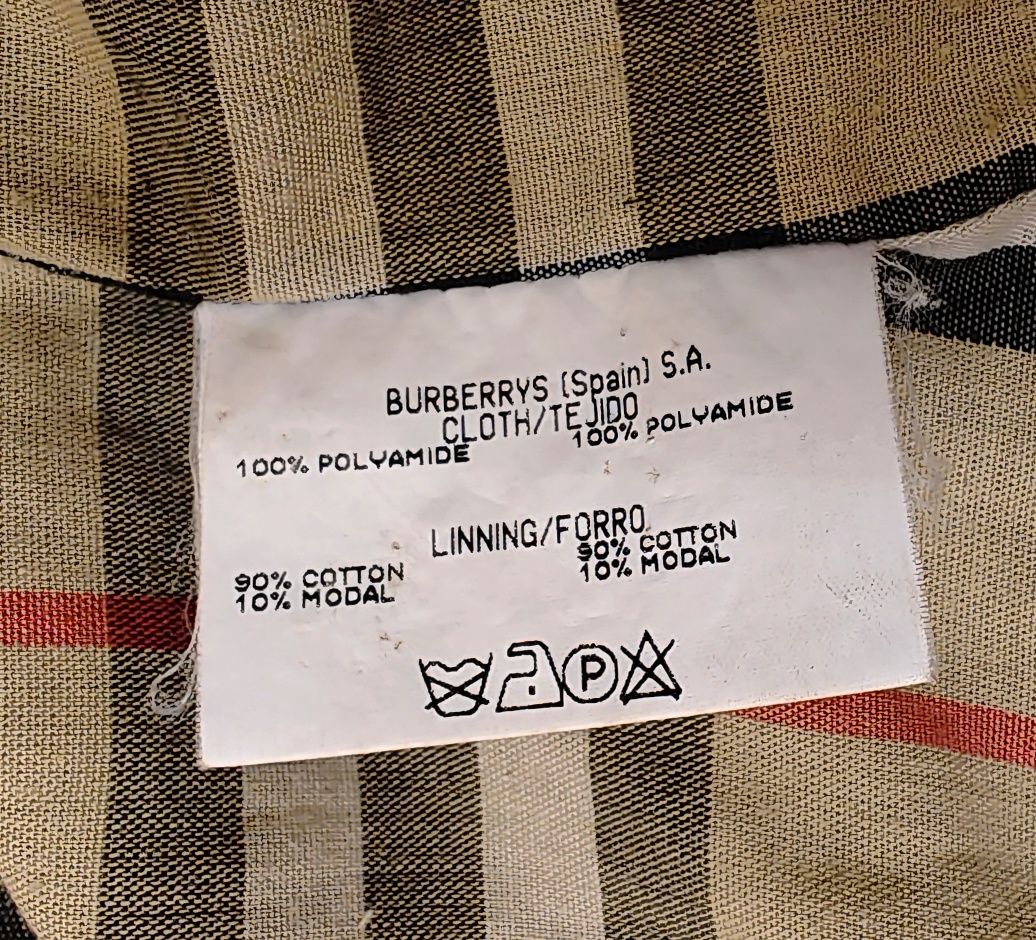 BURBERRYS (Spain) S.A.
CLOTH/TEJIDO
100% POLYAMIDE 100% POLYAMIDE
LINNING/FORRO
90% COTTON 90% COTTON
10% MODAL 10% MODAL
P